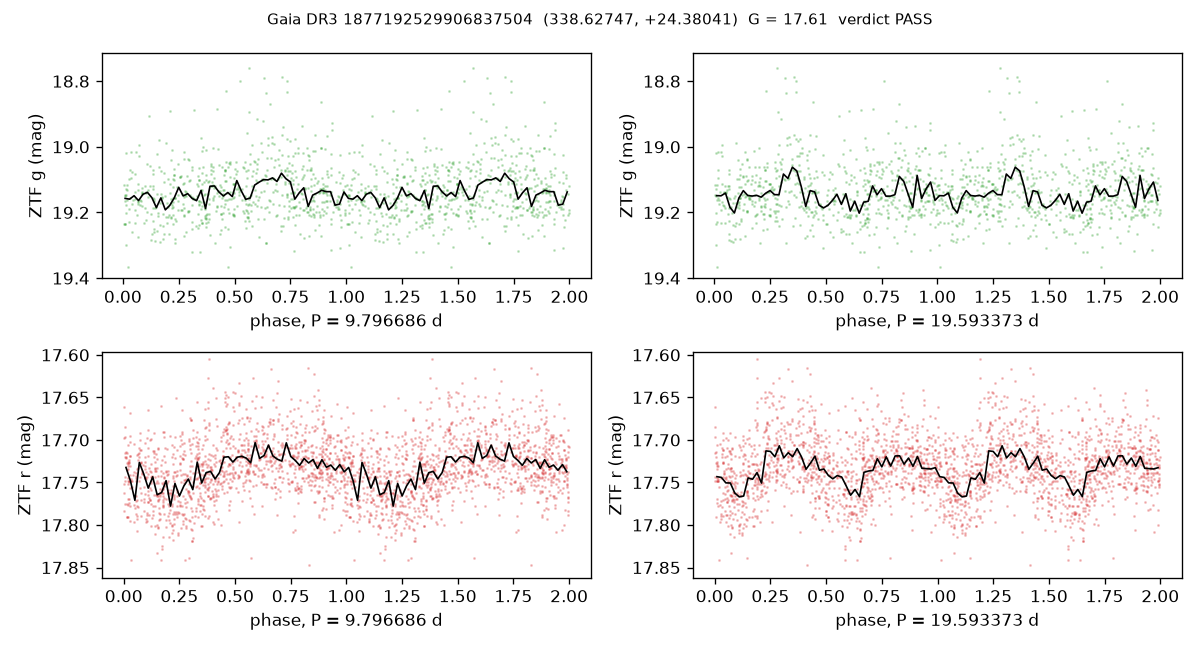 Gaia DR3 1877192529906837504 (338.62747, +24.38041) G = 17.61 verdict PASS
ZTF g (mag)
18.8
19.0
19.2
19.4
0.00 0.25 0.50 0.75 1.00 1.25 1.50 1.75 2.00
phase, P = 9.796686 d
ZTF g (mag)
18.8
19.0
19.2
19.4
0.00 0.25 0.50 0.75 1.00 1.25 1.50 1.75 2.00
phase, P = 19.593373 d
ZTF r (mag)
17.60
17.65
17.70
17.75
17.80
17.85
0.00 0.25 0.50 0.75 1.00 1.25 1.50 1.75 2.00
phase, P = 9.796686 d
ZTF r (mag)
17.60
17.65
17.70
17.75
17.80
17.85
0.00 0.25 0.50 0.75 1.00 1.25 1.50 1.75 2.00
phase, P = 19.593373 d